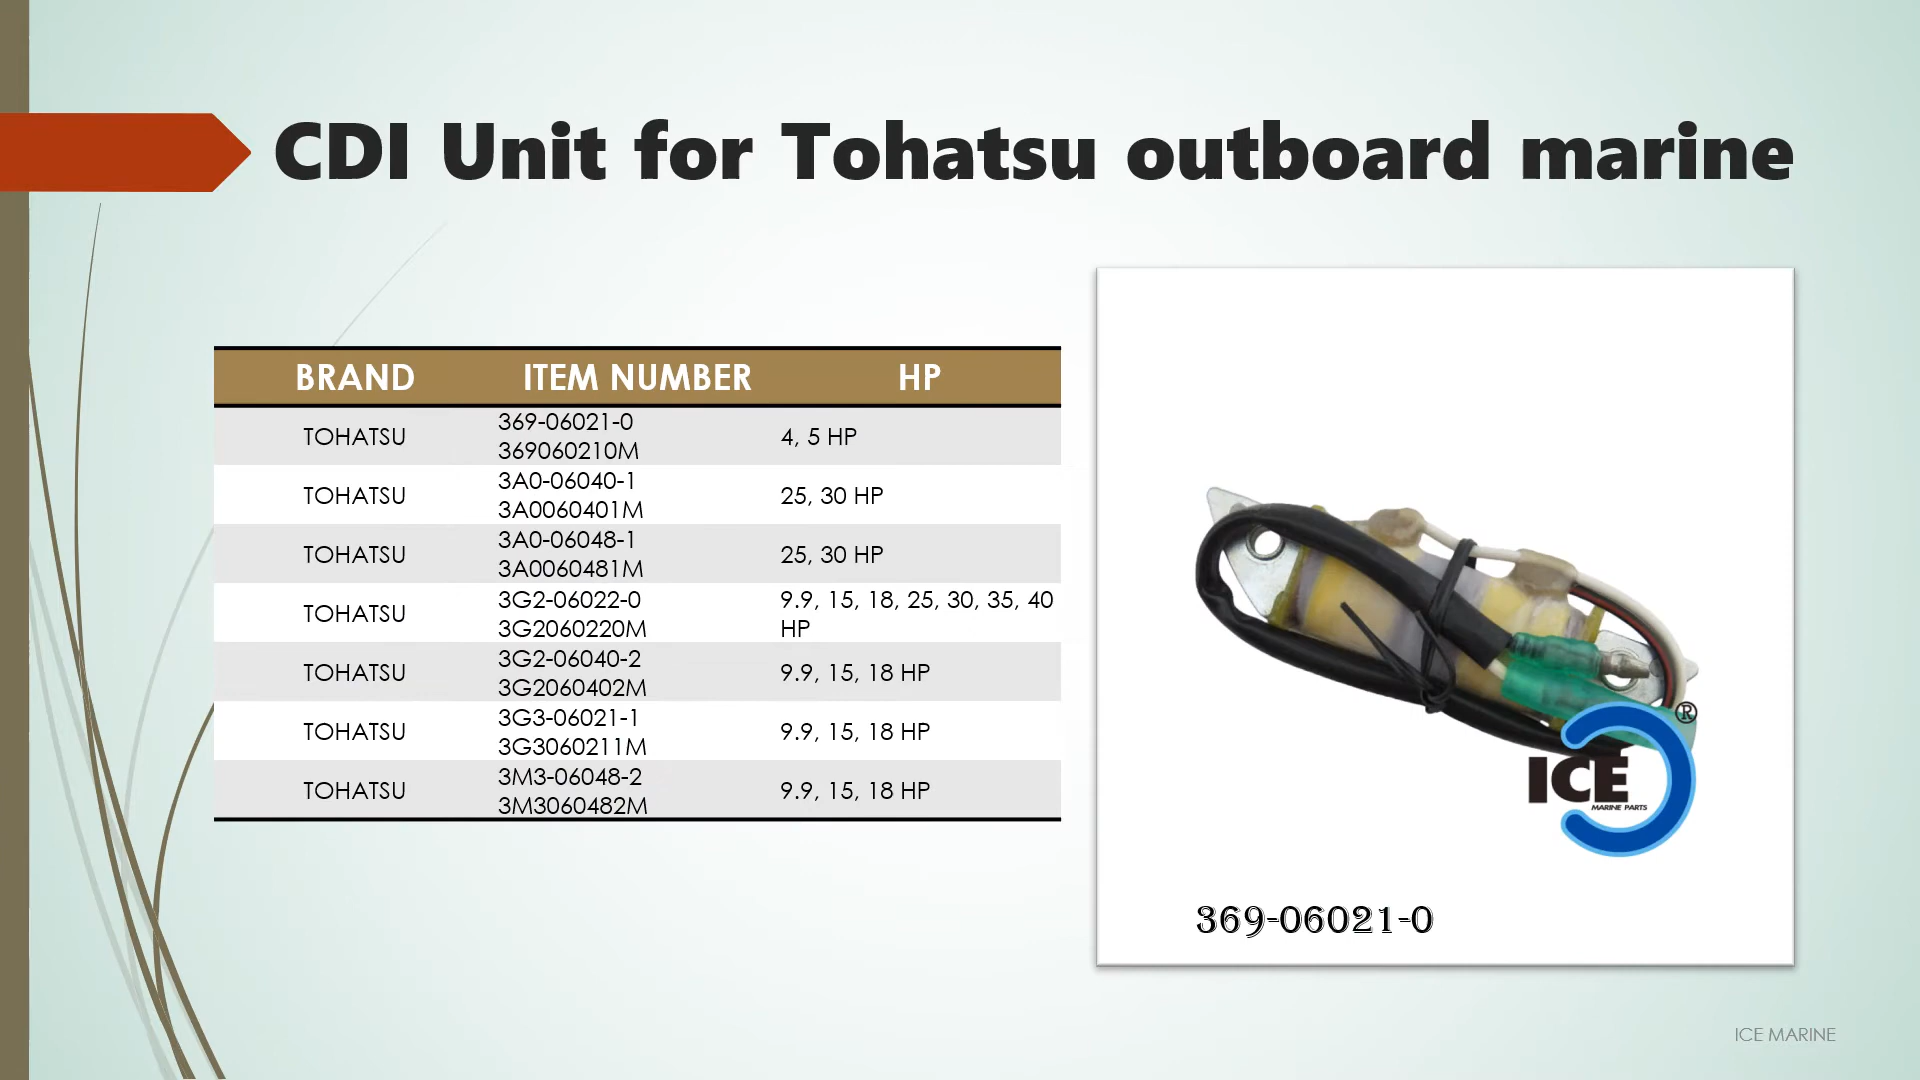 CDI Unit for Tohatsu outboard marine
BRAND ITEM NUMBER HP
TOHATSU 369-06021-0 4, 5 HP
369060210M
TOHATSU 3A0-06040-1 25, 30 HP
3A0060401M
TOHATSU 3A0-06048-1 25, 30 HP
3A0060481M
TOHATSU 3G2-06022-0 9.9, 15, 18, 25, 30, 35, 40
3G2060220M HP
TOHATSU 3G2-06040-2 9.9, 15, 18 HP
3G2060402M
TOHATSU 3G3-06021-1 9.9, 15, 18 HP
3G3060211M
TOHATSU 3M3-06048-2 9.9, 15, 18 HP
3M3060482M
®
ICE
MARINE PARTS
369-06021-0
ICE MARINE